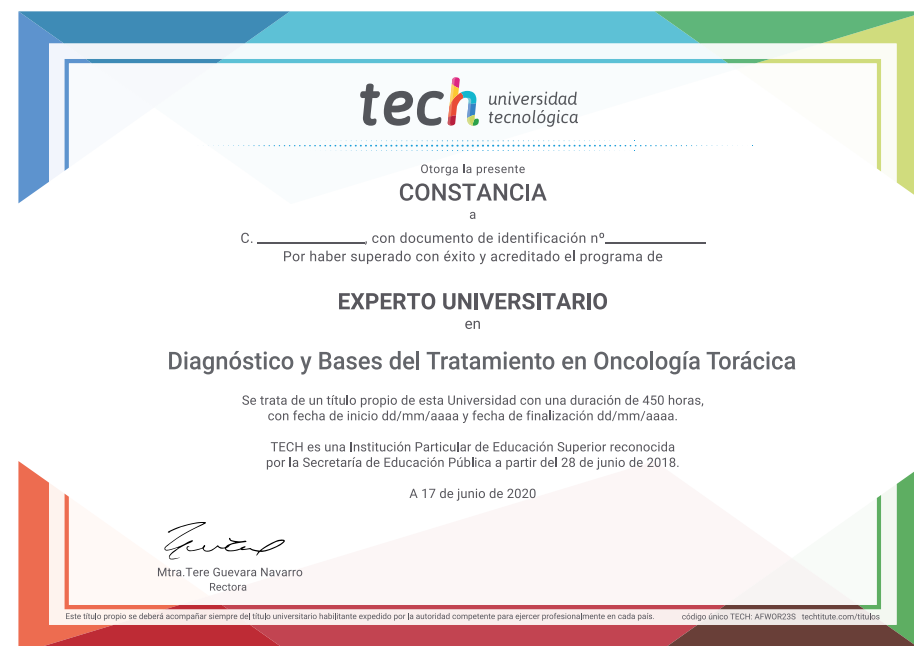 tech universidad
tecnológica
Otorga la presente
CONSTANCIA
a
C. ____________, con documento de identificación nº____________
Por haber superado con éxito y acreditado el programa de
EXPERTO UNIVERSITARIO
en
Diagnóstico y Bases del Tratamiento en Oncología Torácica
Se trata de un título propio de esta Universidad con una duración de 450 horas,
con fecha de inicio dd/mm/aaaa y fecha de finalización dd/mm/aaaa.
TECH es una Institución Particular de Educación Superior reconocida
por la Secretaría de Educación Pública a partir del 28 de junio de 2018.
A 17 de junio de 2020
Mtra.Tere Guevara Navarro
Rectora
Este título propio se deberá acompañar siempre del título universitario habilitante expedido por la autoridad competente para ejercer profesionalmente en cada país. código único TECH: AFWOR23S techtitute.com/titulos